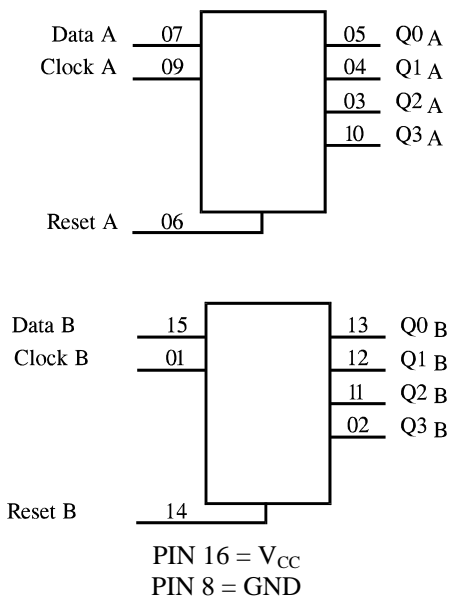 Data A 07 05 Q0 A
Clock A 09 04 Q1 A
03 Q2 A
10 Q3 A
Reset A 06
Data B 15 13 Q0 B
Clock B 01 12 Q1 B
11 Q2 B
02 Q3 B
Reset B 14
PIN 16 = VCC
PIN 8 = GND